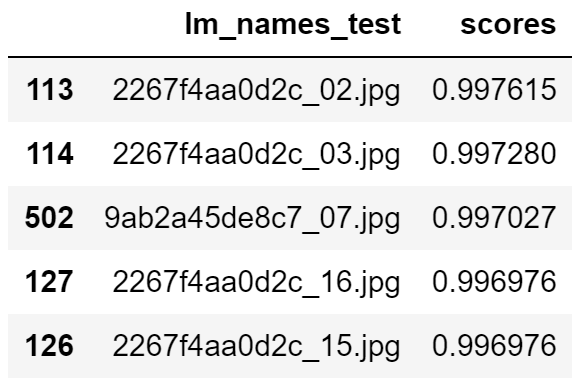 lm_names_test scores
113 2267f4aa0d2c_02.jpg 0.997615
114 2267f4aa0d2c_03.jpg 0.997280
502 9ab2a45de8c7_07.jpg 0.997027
127 2267f4aa0d2c_16.jpg 0.996976
126 2267f4aa0d2c_15.jpg 0.996976